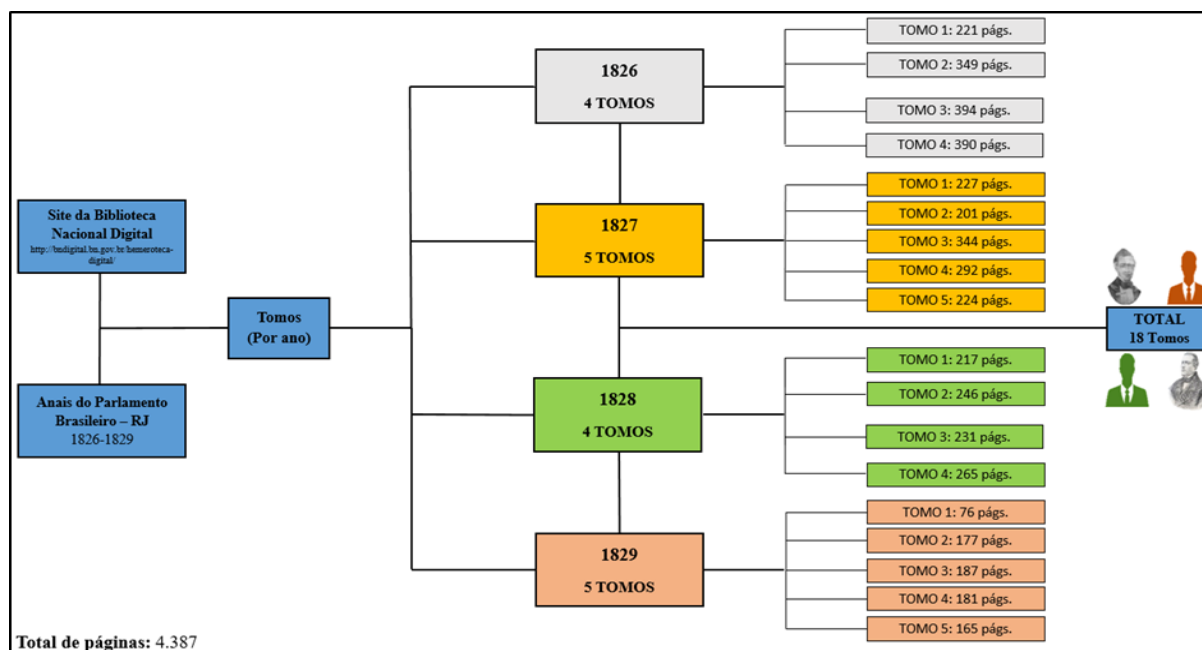 Site da Biblioteca
Nacional Digital
http://bndigital.bn.gov.br/hemeroteca-
digital/
Anais do Parlamento
Brasileiro – RJ
1826-1829
Tomos
(Por ano)
1826
4 TOMOS
TOMO 1: 221 págs.
TOMO 2: 349 págs.
TOMO 3: 394 págs.
TOMO 4: 390 págs.
1827
5 TOMOS
TOMO 1: 227 págs.
TOMO 2: 201 págs.
TOMO 3: 344 págs.
TOMO 4: 292 págs.
TOMO 5: 224 págs.
1828
4 TOMOS
TOMO 1: 217 págs.
TOMO 2: 246 págs.
TOMO 3: 231 págs.
TOMO 4: 265 págs.
1829
5 TOMOS
TOMO 1: 76 págs.
TOMO 2: 177 págs.
TOMO 3: 187 págs.
TOMO 4: 181 págs.
TOMO 5: 165 págs.
TOTAL
18 Tomos
Total de páginas: 4.387